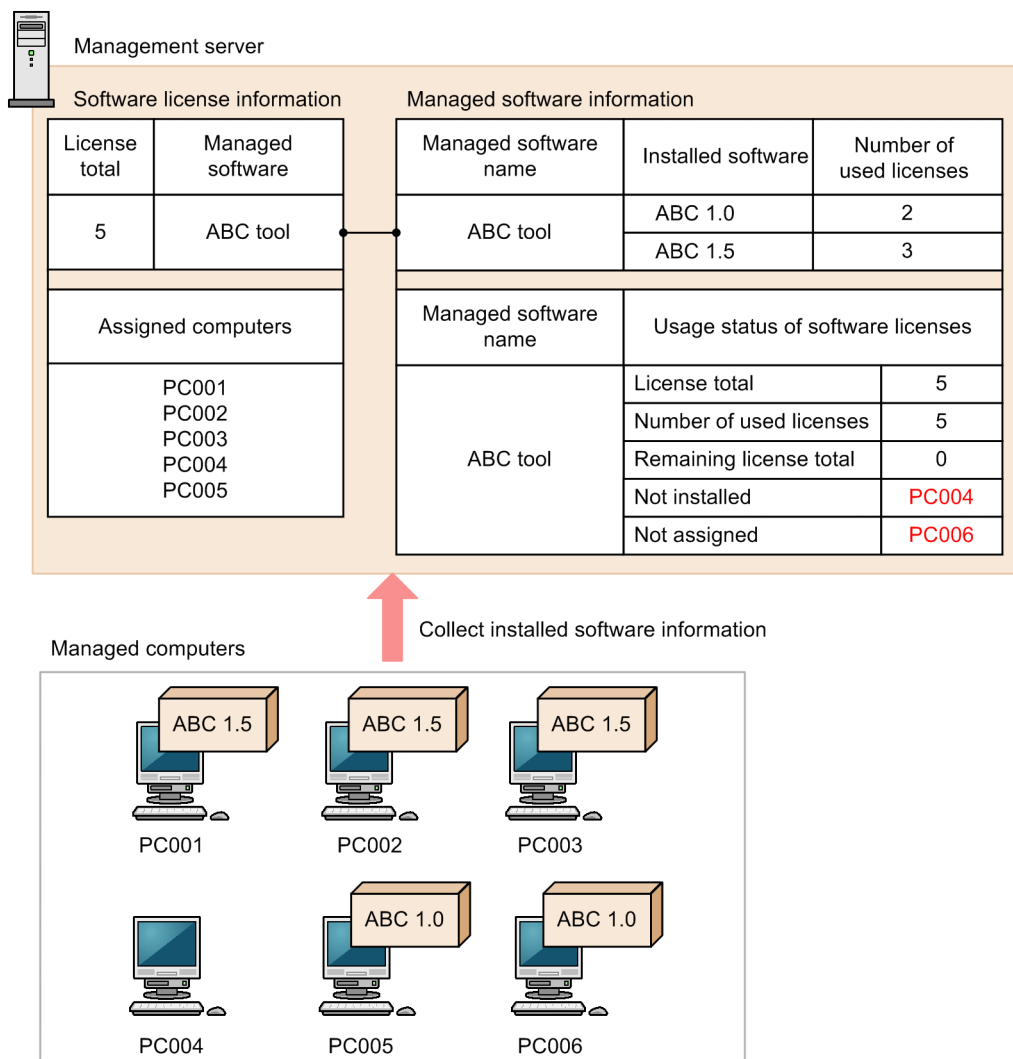 Management server
Software license information
Managed software information
License
total
Managed
software
5
ABC tool
Assigned computers
PC001
PC002
PC003
PC004
PC005
Managed software
name
Installed software
Number of
used licenses
ABC tool
ABC 1.0
2
ABC 1.5
3
Managed software
name
Usage status of software licenses
ABC tool
License total
5
Number of used licenses
5
Remaining license total
0
Not installed
PC004
Not assigned
PC006
Collect installed software information
Managed computers
ABC 1.5
ABC 1.5
ABC 1.5
PC001
PC002
PC003
ABC 1.0
ABC 1.0
PC004
PC005
PC006